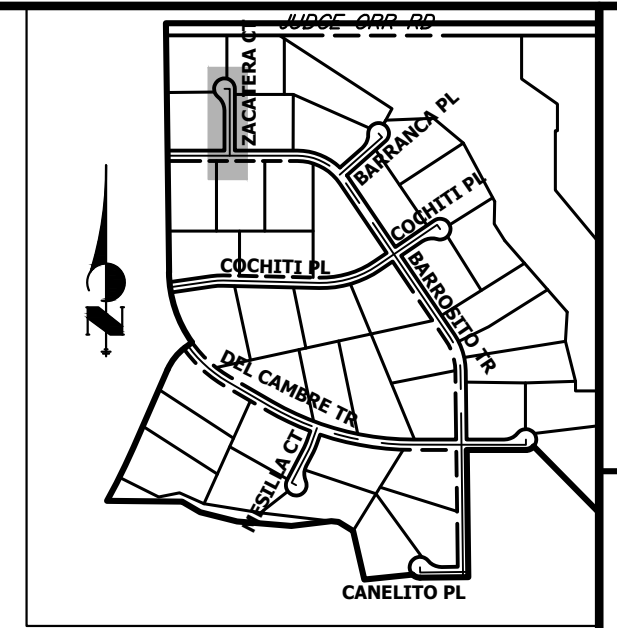 JUDGE ORR RD
ZACATERA CT
BARRANCA PL
COCHITI PL
COCHITI PL
BARROSITO TR
DEL CAMBRE TR
MESILLA CT
CANELITO PL
N